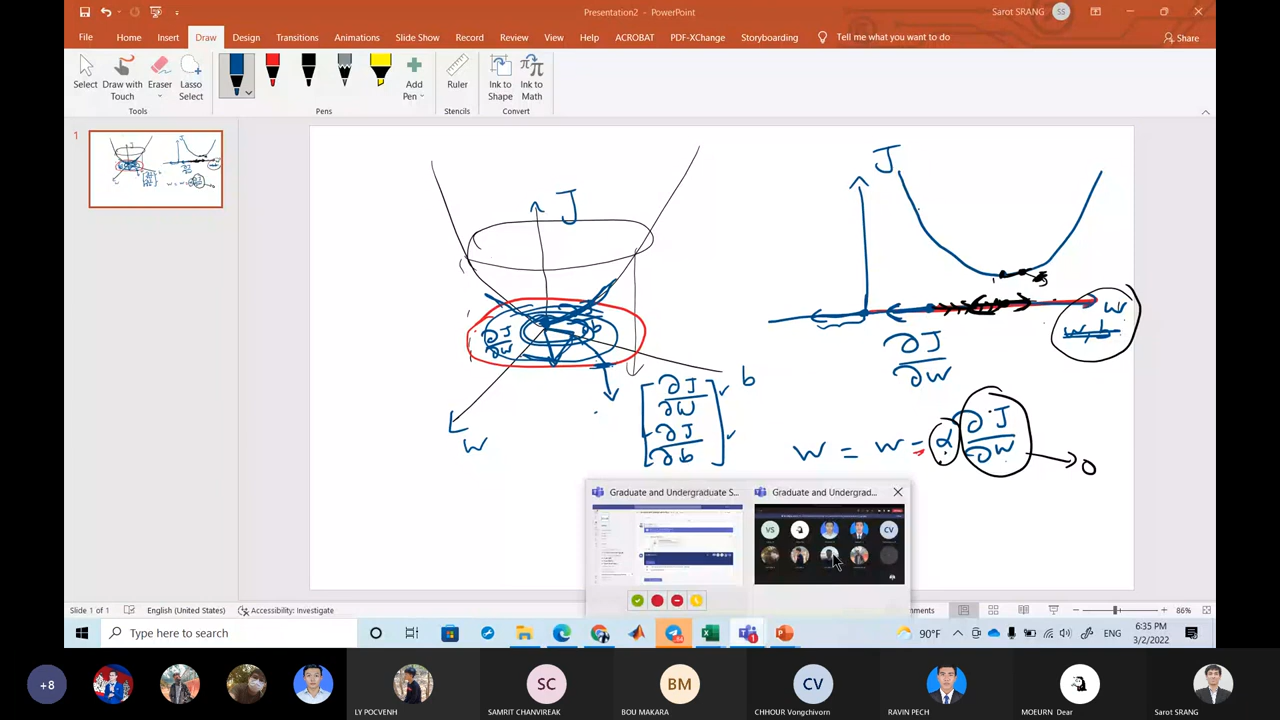 Presentation2 - PowerPoint
Sarot SRANG
SS
File Home Insert Draw Design Transitions Animations Slide Show Record Review View Help ACROBAT PDF-XChange Storyboarding Tell me what you want to do
Share
Select
Draw with Touch
Eraser
Lasso Select
Add Pen
Ruler
Ink to Shape
Ink to Math
Tools
Pens
Stencils
Convert
1
J
J
w
w, b
∂J
∂w
∂J
∂w
∂b
∂J
∂w
∂J
∂b
b
w
w = w - α ∂J/∂w → 0
Graduate and Undergraduate S...
Graduate and Undergrad...
VS
CV
Slide 1 of 1
English (United States)
Accessibility: Investigate
86%
Type here to search
90°F
ENG
6:35 PM
3/2/2022
+8
LY POCVENH
SC
SAMRIT CHANVIREAK
BM
BOU MAKARA
CV
CHHOUR Vongchivorn
RAVIN PECH
MOEURN Dear
Sarot SRANG